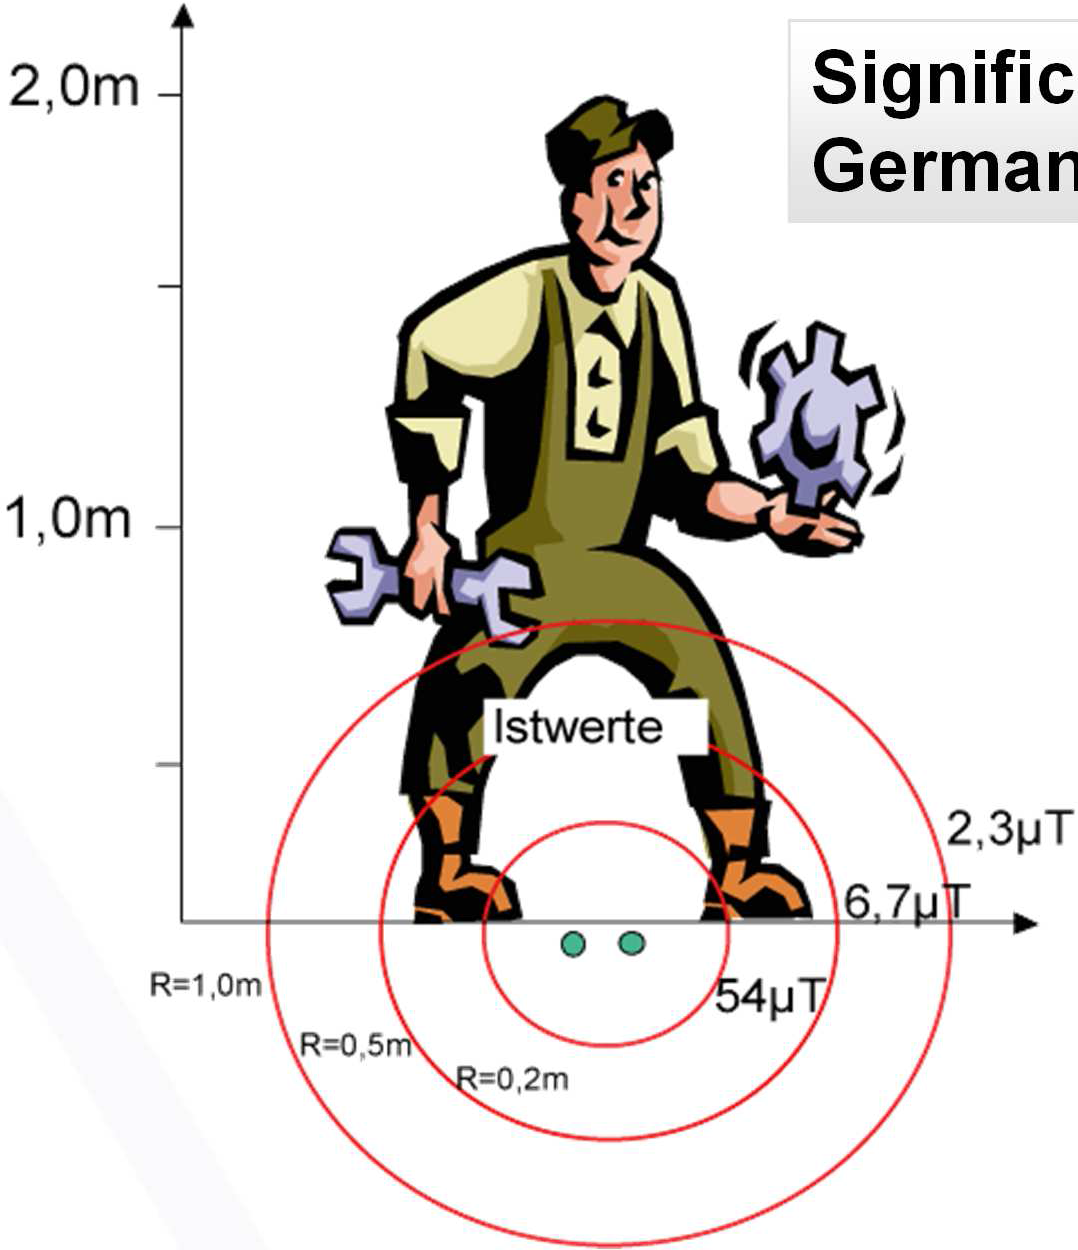 2,0m
Signific
German
1,0m
Istwerte
2,3µT
6,7µT
R=1,0m
54µT
R=0,5m
R=0,2m